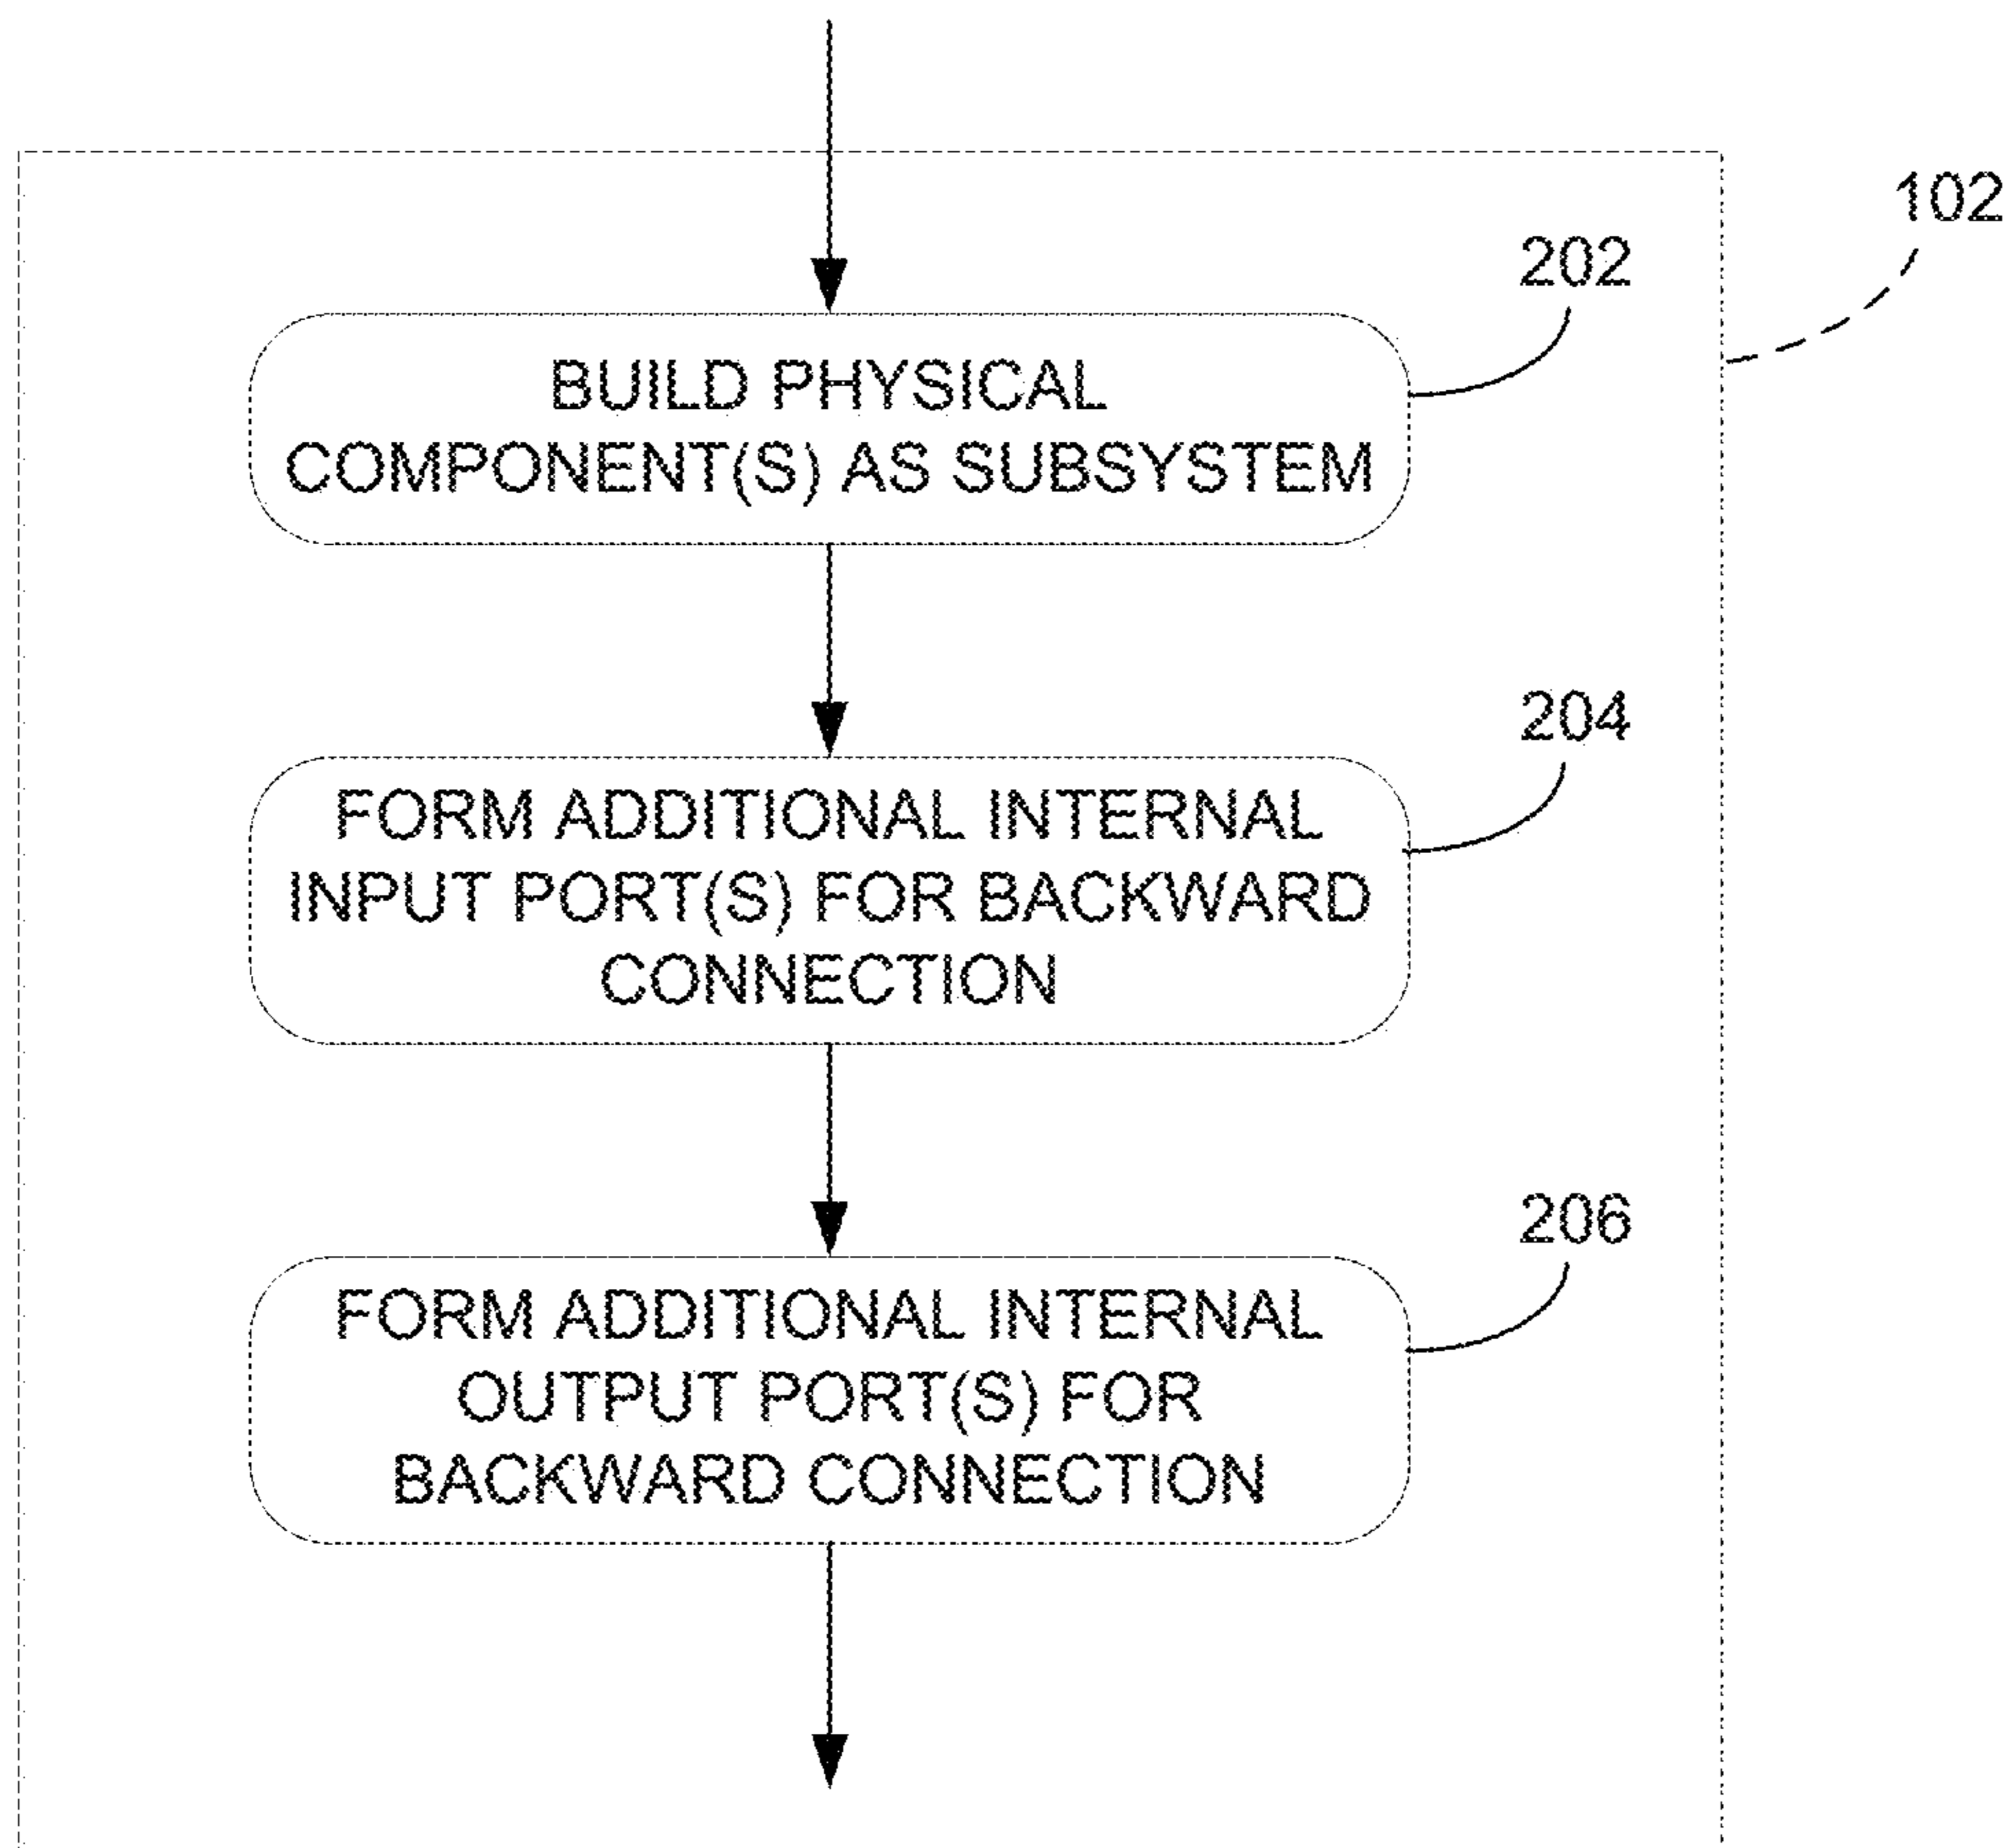 102
202
BUILD PHYSICAL
COMPONENT(S) AS SUBSYSTEM
204
FORM ADDITIONAL INTERNAL
INPUT PORT(S) FOR BACKWARD
CONNECTION
206
FORM ADDITIONAL INTERNAL
OUTPUT PORT(S) FOR
BACKWARD CONNECTION